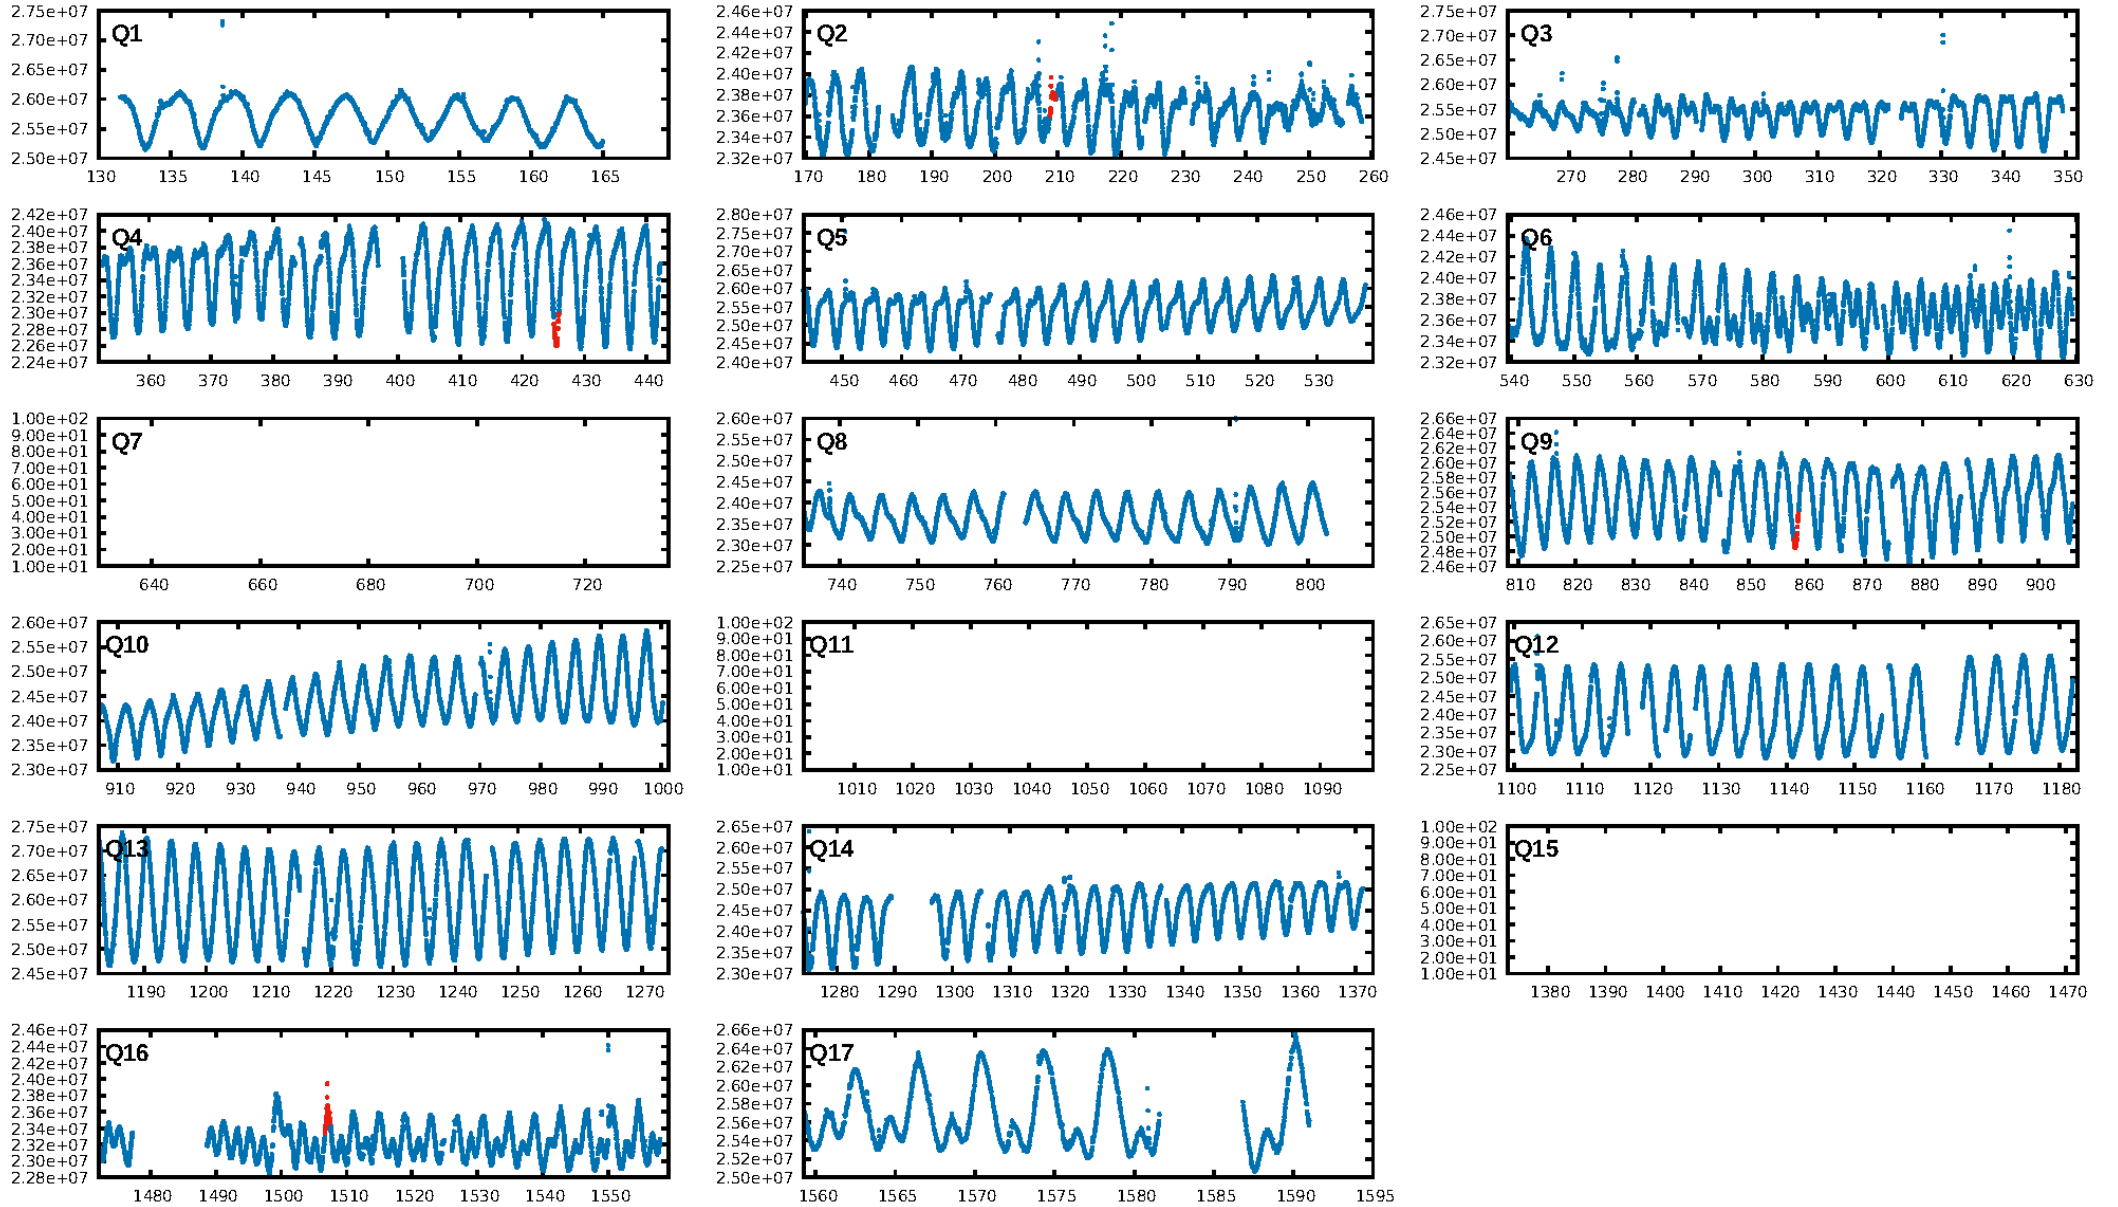 2.75e+07
2.70e+07
2.65e+07
2.60e+07
2.55e+07
2.50e+07
Q1
130 135 140 145 150 155 160 165
2.46e+07
2.44e+07
2.42e+07
2.40e+07
2.38e+07
2.36e+07
2.34e+07
2.32e+07
Q2
170 180 190 200 210 220 230 240 250 260
2.75e+07
2.70e+07
2.65e+07
2.60e+07
2.55e+07
2.50e+07
2.45e+07
Q3
270 280 290 300 310 320 330 340 350
2.42e+07
2.40e+07
2.38e+07
2.36e+07
2.34e+07
2.32e+07
2.30e+07
2.28e+07
2.26e+07
2.24e+07
Q4
360 370 380 390 400 410 420 430 440
2.80e+07
2.75e+07
2.70e+07
2.65e+07
2.60e+07
2.55e+07
2.50e+07
2.45e+07
2.40e+07
Q5
450 460 470 480 490 500 510 520 530
2.46e+07
2.44e+07
2.42e+07
2.40e+07
2.38e+07
2.36e+07
2.34e+07
2.32e+07
Q6
540 550 560 570 580 590 600 610 620 630
1.00e+02
9.00e+01
8.00e+01
7.00e+01
6.00e+01
5.00e+01
4.00e+01
3.00e+01
2.00e+01
1.00e+01
Q7
640 660 680 700 720
2.60e+07
2.55e+07
2.50e+07
2.45e+07
2.40e+07
2.35e+07
2.30e+07
2.25e+07
Q8
740 750 760 770 780 790 800
2.66e+07
2.64e+07
2.62e+07
2.60e+07
2.58e+07
2.56e+07
2.54e+07
2.52e+07
2.50e+07
2.48e+07
2.46e+07
Q9
810 820 830 840 850 860 870 880 890 900
2.60e+07
2.55e+07
2.50e+07
2.45e+07
2.40e+07
2.35e+07
2.30e+07
Q10
910 920 930 940 950 960 970 980 990 1000
1.00e+02
9.00e+01
8.00e+01
7.00e+01
6.00e+01
5.00e+01
4.00e+01
3.00e+01
2.00e+01
1.00e+01
Q11
1010 1020 1030 1040 1050 1060 1070 1080 1090
2.65e+07
2.60e+07
2.55e+07
2.50e+07
2.45e+07
2.40e+07
2.35e+07
2.30e+07
2.25e+07
Q12
1100 1110 1120 1130 1140 1150 1160 1170 1180
2.75e+07
2.70e+07
2.65e+07
2.60e+07
2.55e+07
2.50e+07
2.45e+07
Q13
1190 1200 1210 1220 1230 1240 1250 1260 1270
2.65e+07
2.60e+07
2.55e+07
2.50e+07
2.45e+07
2.40e+07
2.35e+07
2.30e+07
Q14
1280 1290 1300 1310 1320 1330 1340 1350 1360 1370
1.00e+02
9.00e+01
8.00e+01
7.00e+01
6.00e+01
5.00e+01
4.00e+01
3.00e+01
2.00e+01
1.00e+01
Q15
1380 1390 1400 1410 1420 1430 1440 1450 1460 1470
2.46e+07
2.44e+07
2.42e+07
2.40e+07
2.38e+07
2.36e+07
2.34e+07
2.32e+07
2.30e+07
2.28e+07
Q16
1480 1490 1500 1510 1520 1530 1540 1550
2.66e+07
2.64e+07
2.62e+07
2.60e+07
2.58e+07
2.56e+07
2.54e+07
2.52e+07
2.50e+07
Q17
1560 1565 1570 1575 1580 1585 1590 1595